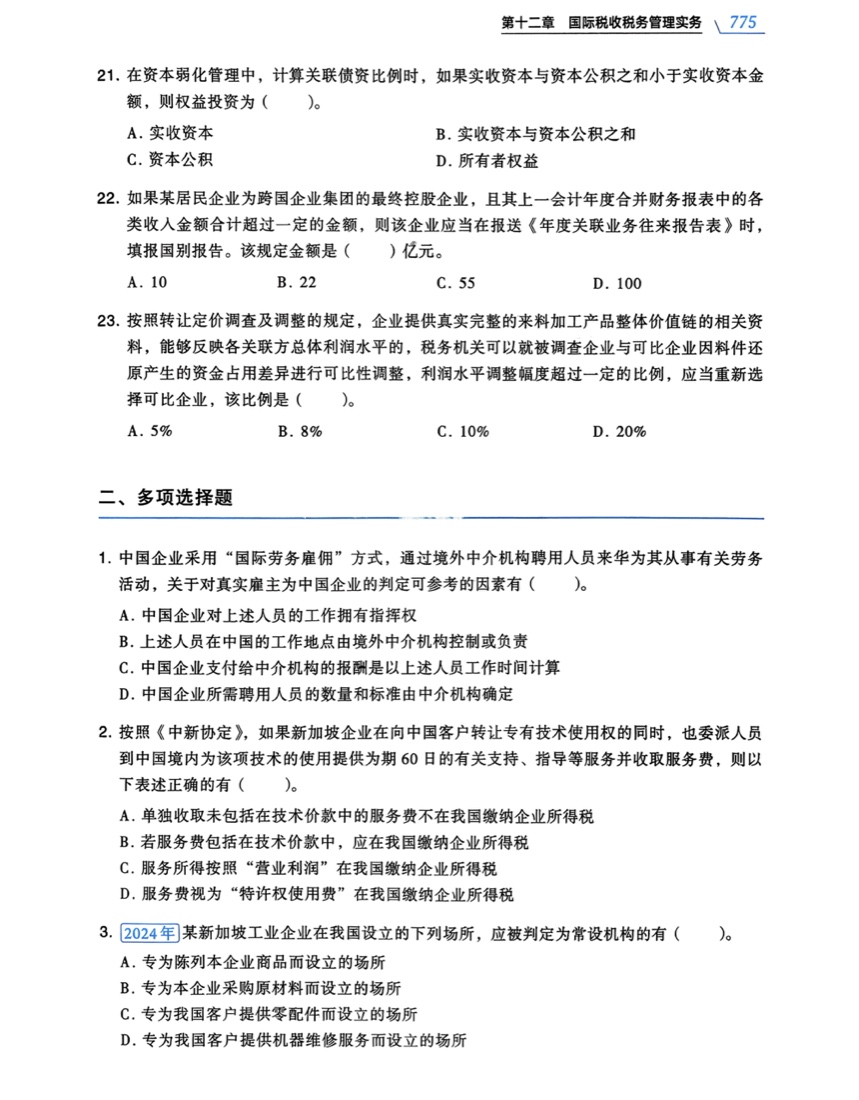 第十二章 国际税收税务管理实务 775
21. 在资本弱化管理中，计算关联债资比例时，如果实收资本与资本公积之和小于实收资本金
额，则权益投资为（ ）。
A. 实收资本 B. 实收资本与资本公积之和
C. 资本公积 D. 所有者权益
22. 如果某居民企业为跨国企业集团的最终控股企业，且其上一会计年度合并财务报表中的各
类收入金额合计超过一定的金额，则该企业应当在报送《年度关联业务往来报告表》时，
填报国别报告。该规定金额是（ ）亿元。
A. 10 B. 22 C. 55 D. 100
23. 按照转让定价调查及调整的规定，企业提供真实完整的来料加工产品整体价值链的相关资
料，能够反映各关联方总体利润水平的，税务机关可以就被调查企业与可比企业因料件还
原产生的资金占用差异进行可比性调整，利润水平调整幅度超过一定的比例，应当重新选
择可比企业，该比例是（ ）。
A. 5% B. 8% C. 10% D. 20%
二、多项选择题
1. 中国企业采用“国际劳务雇佣”方式，通过境外中介机构聘用人员来华为其从事有关劳务
活动，关于对真实雇主为中国企业的判定可参考的因素有（ ）。
A. 中国企业对上述人员的工作拥有指挥权
B. 上述人员在中国的工作地点由境外中介机构控制或负责
C. 中国企业支付给中介机构的报酬是以上述人员工作时间计算
D. 中国企业所需聘用人员的数量和标准由中介机构确定
2. 按照《中新协定》，如果新加坡企业在向中国客户转让专有技术使用权的同时，也委派人员
到中国境内为该项技术的使用提供为期 60 日的有关支持、指导等服务并收取服务费，则以
下表述正确的有（ ）。
A. 单独收取未包括在技术价款中的服务费不在我国缴纳企业所得税
B. 若服务费包括在技术价款中，应在我国缴纳企业所得税
C. 服务所得按照“营业利润”在我国缴纳企业所得税
D. 服务费视为“特许权使用费”在我国缴纳企业所得税
3. 2024年 某新加坡工业企业在我国设立的下列场所，应被判定为常设机构的有（ ）。
A. 专为陈列本企业商品而设立的场所
B. 专为本企业采购原材料而设立的场所
C. 专为我国客户提供零配件而设立的场所
D. 专为我国客户提供机器维修服务而设立的场所